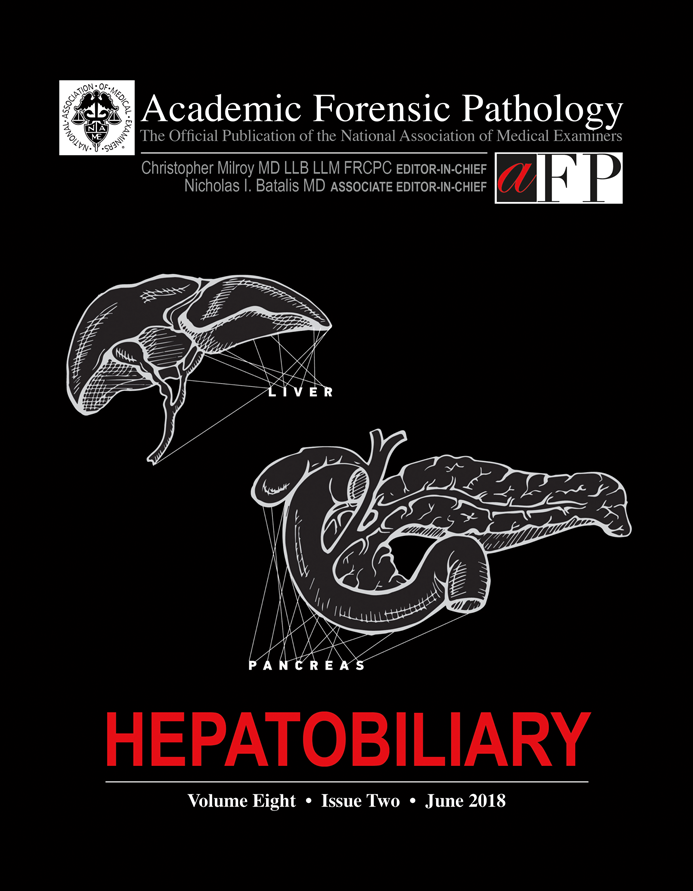 NATIONAL • ASSOCIATION • OF • MEDICAL • EXAMINERS •
N A
M E
Academic Forensic Pathology
The Official Publication of the National Association of Medical Examiners
Christopher Milroy MD LLB LLM FRCPC EDITOR-IN-CHIEF
Nicholas I. Batalis MD ASSOCIATE EDITOR-IN-CHIEF
aFP
LIVER
PANCREAS
HEPATOBILIARY
Volume Eight • Issue Two • June 2018